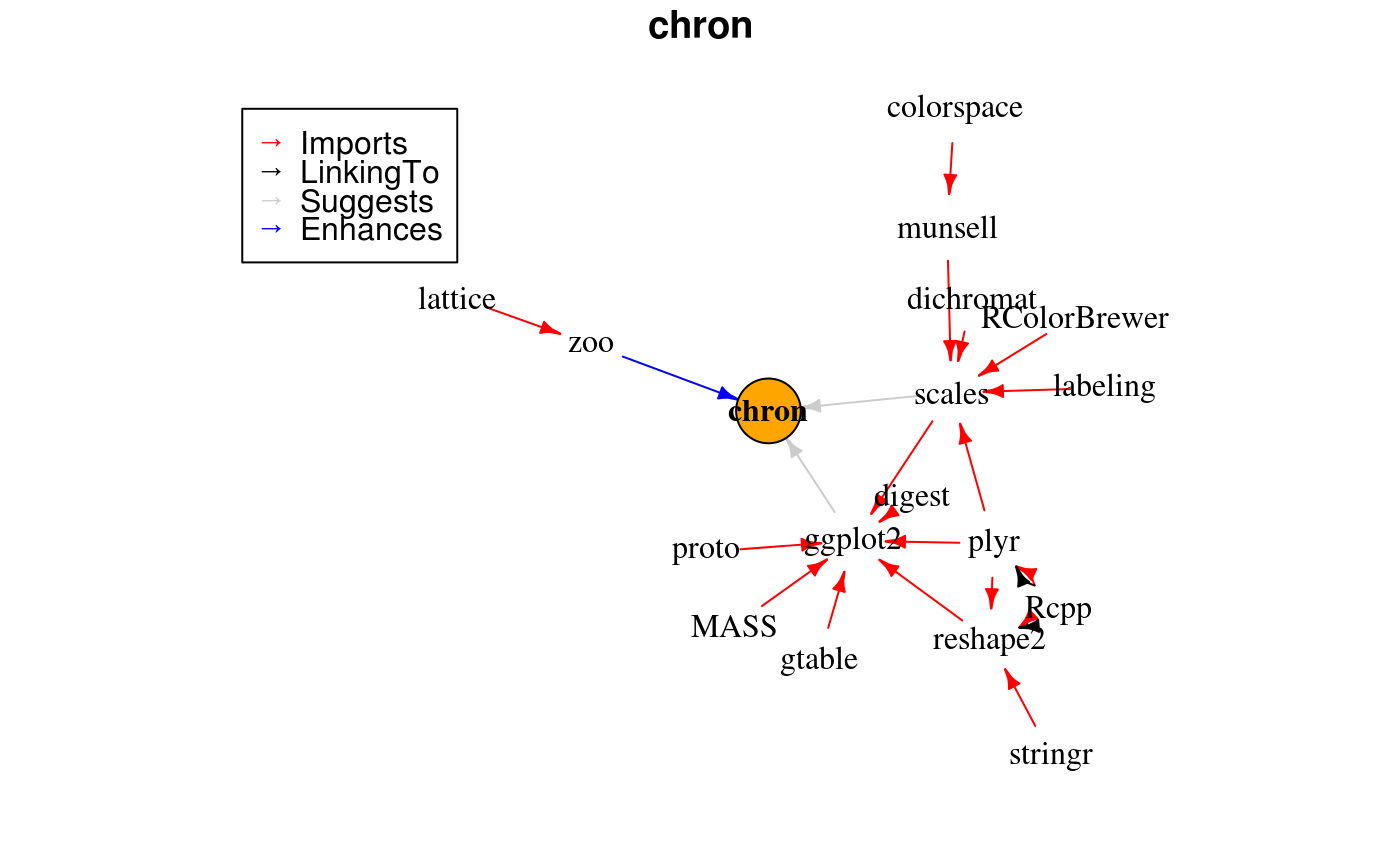 chron
→ Imports
→ LinkingTo
→ Suggests
→ Enhances
colorspace
munsell
lattice
dichromat
RColorBrewer
zoo
labeling
scales
chron
digest
proto
ggplot2
plyr
Rcpp
MASS
reshape2
gtable
stringr